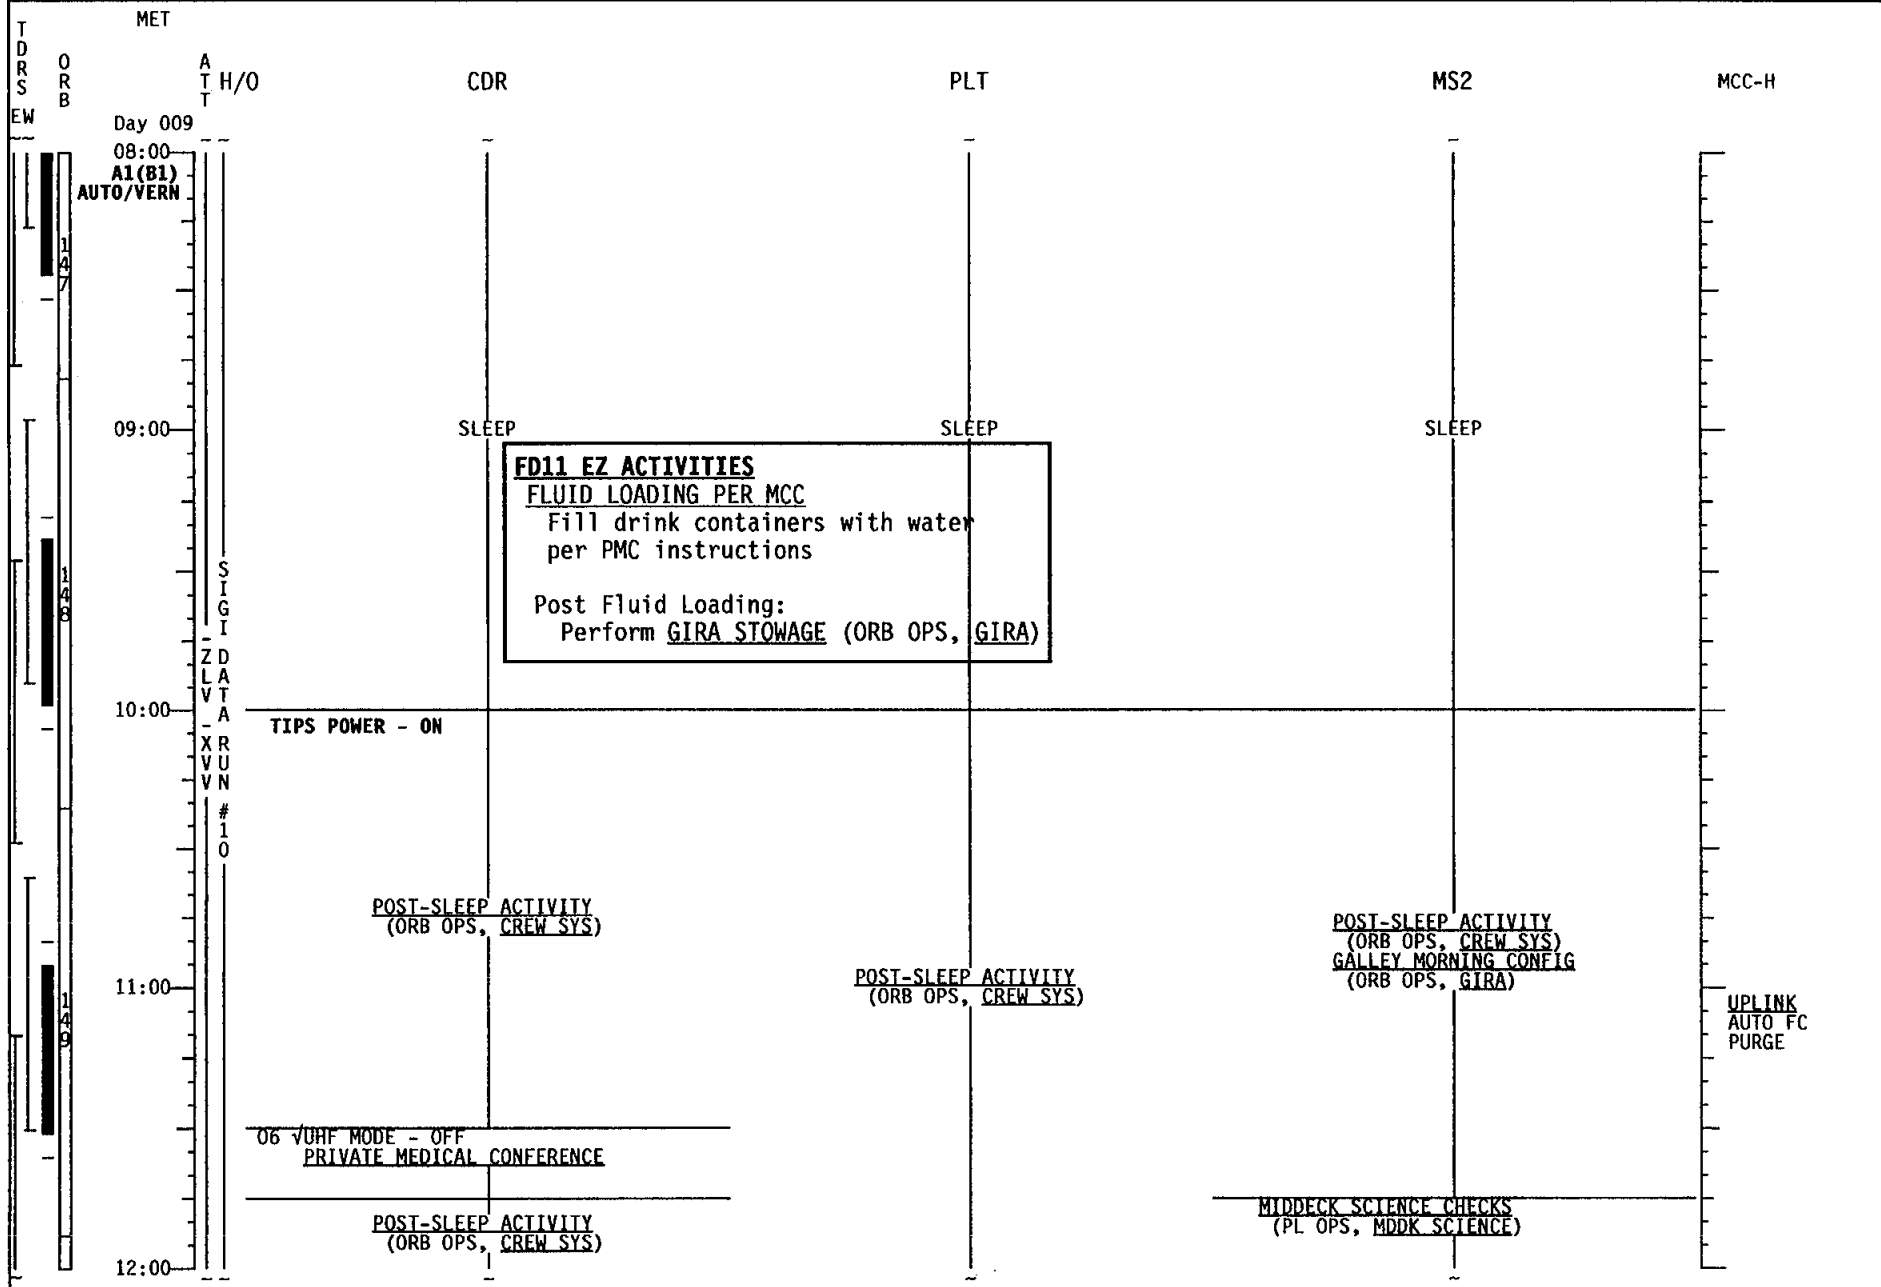 MET
TDRS
ORB
ATT
H/O
CDR
PLT
MS2
MCC-H
EW
Day 009
08:00
A1(B1)
AUTO/VERN
147
09:00
SLEEP
SLEEP
SLEEP
FD11 EZ ACTIVITIES
FLUID LOADING PER MCC
Fill drink containers with water
per PMC instructions
Post Fluid Loading:
Perform GIRA STOWAGE (ORB OPS, GIRA)
148
-ZLV -XVV
SIGI DATA RUN #10
10:00
TIPS POWER - ON
POST-SLEEP ACTIVITY
(ORB OPS, CREW SYS)
POST-SLEEP ACTIVITY
(ORB OPS, CREW SYS)
GALLEY MORNING CONFIG
(ORB OPS, GIRA)
POST-SLEEP ACTIVITY
(ORB OPS, CREW SYS)
11:00
149
UPLINK
AUTO FC
PURGE
O6 √UHF MODE - OFF
PRIVATE MEDICAL CONFERENCE
POST-SLEEP ACTIVITY
(ORB OPS, CREW SYS)
MIDDECK SCIENCE CHECKS
(PL OPS, MDDK SCIENCE)
12:00